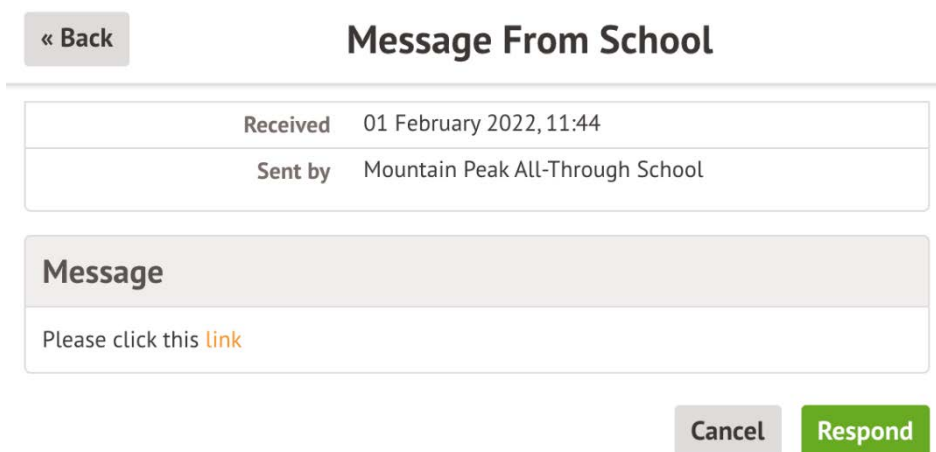 « Back
Message From School
Received 01 February 2022, 11:44
Sent by Mountain Peak All-Through School
Message
Please click this link
Cancel Respond